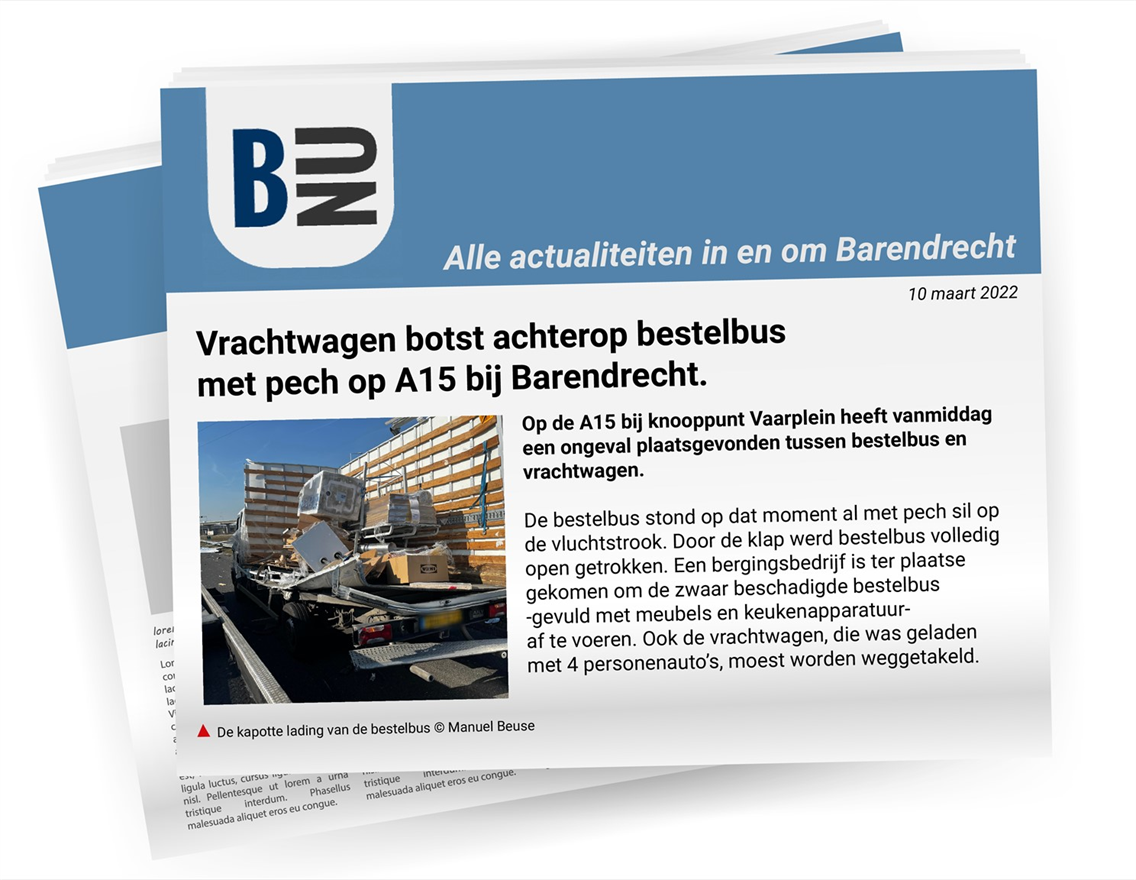 BNU
Alle actualiteiten in en om Barendrecht
10 maart 2022
Vrachtwagen botst achterop bestelbus
met pech op A15 bij Barendrecht.
Op de A15 bij knooppunt Vaarplein heeft vanmiddag
een ongeval plaatsgevonden tussen bestelbus en
vrachtwagen.
De bestelbus stond op dat moment al met pech sil op
de vluchtstrook. Door de klap werd bestelbus volledig
open getrokken. Een bergingsbedrijf is ter plaatse
gekomen om de zwaar beschadigde bestelbus
-gevuld met meubels en keukenapparatuur-
af te voeren. Ook de vrachtwagen, die was geladen
met 4 personenauto's, moest worden weggetakeld.
De kapotte lading van de bestelbus © Manuel Beuse
ligula luctus, cursus
nisl. Pellentesque ut lorem a urna
tristique interdum. Phasellus
malesuada aliquet eros eu congue.
tristique
malesuada aliquet eros eu congue.